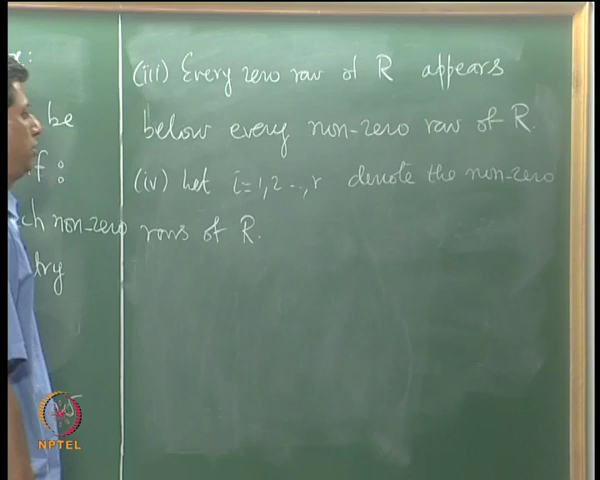 be
f :
ch non-zero
try
(iii) Every zero row of R appears
below every non-zero row of R.
(iv) Let i=1,2 ..,r denote the non-zero
rows of R.
NPTEL